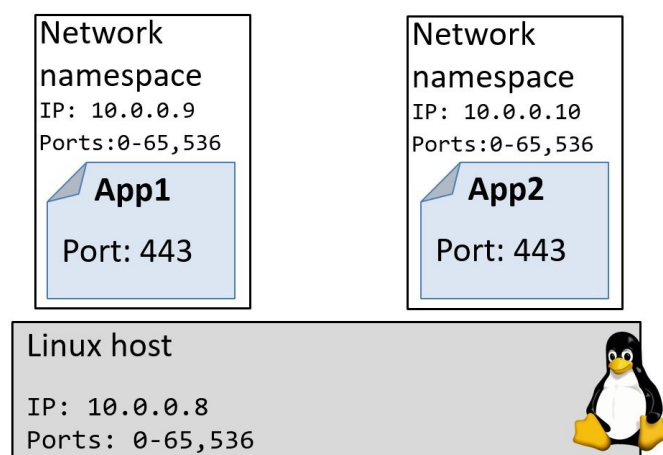 Network
namespace
IP: 10.0.0.9
Ports:0-65,536
App1
Port: 443
Network
namespace
IP: 10.0.0.10
Ports:0-65,536
App2
Port: 443
Linux host
IP: 10.0.0.8
Ports: 0-65,536